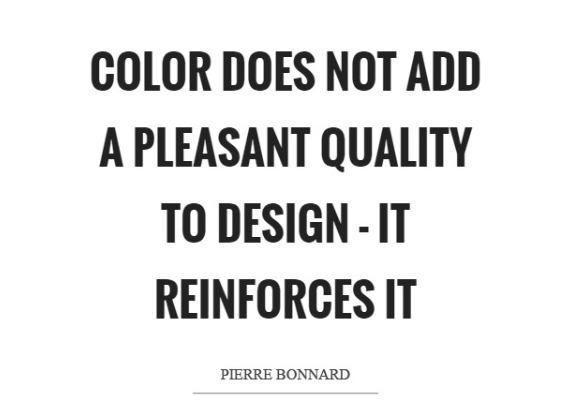 COLOR DOES NOT ADD
A PLEASANT QUALITY
TO DESIGN - IT
REINFORCES IT
PIERRE BONNARD